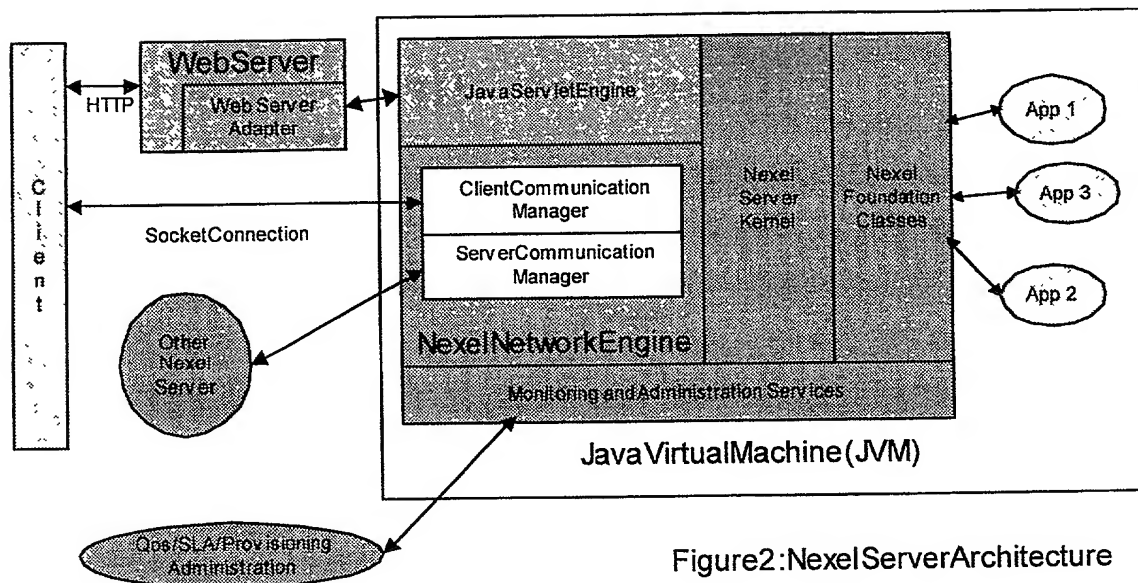 WebServer
HTTP
Web Server
Adapter
JavaServletEngine
Client
ClientCommunication
Manager
SocketConnection
ServerCommunication
Manager
Nexel
Server
Kernel
Nexel
Foundation
Classes
App 1
App 3
App 2
Other
Nexel
Server
NexelNetworkEngine
Monitoring and Administration Services
JavaVirtualMachine(JVM)
Qos/SLA/Provisioning
Administration
Figure2:NexelServerArchitecture